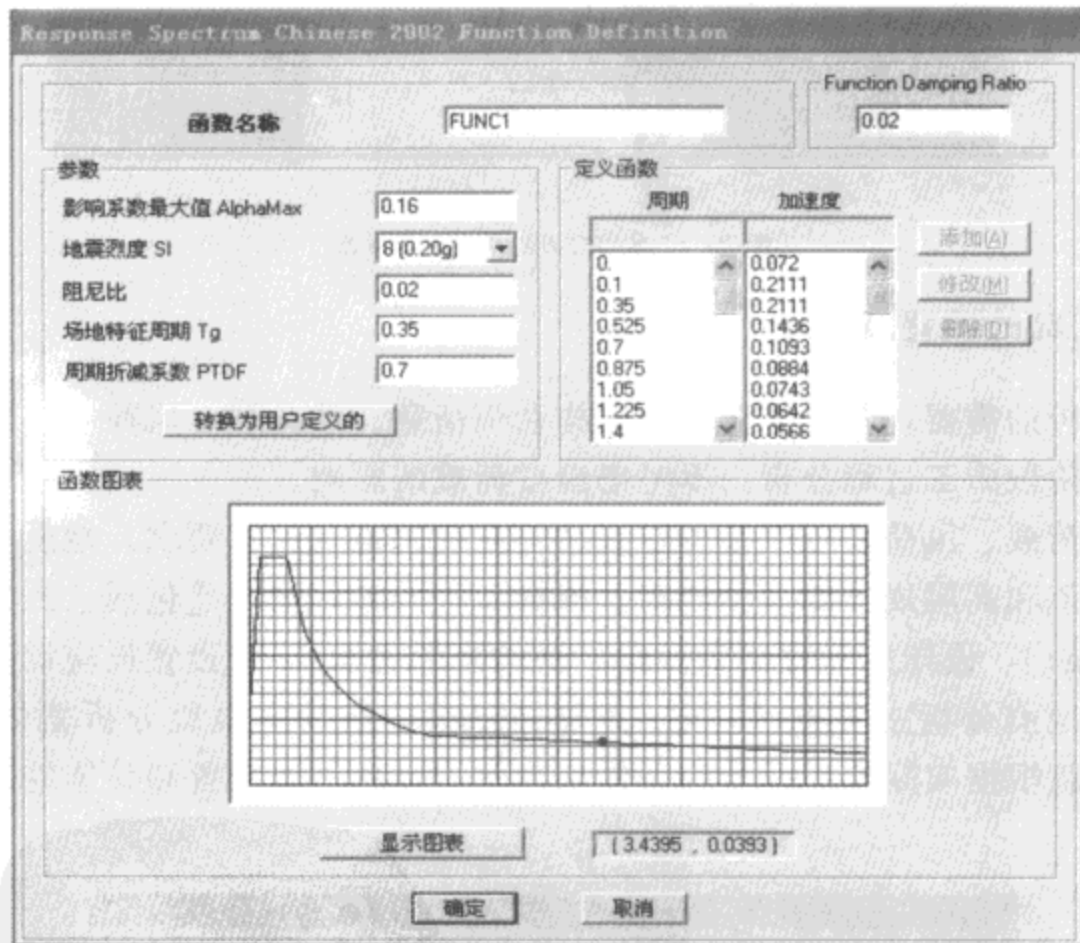 Response Spectrum Chinese 2002 Function Definition
Function Damping Ratio
函数名称 FUNC1 0.02
参数
影响系数最大值 AlphaMax 0.16
地震烈度 SI 8 (0.20g)
阻尼比 0.02
场地特征周期 Tg 0.35
周期折减系数 PTDF 0.7
转换为用户定义的
定义函数
周期 加速度
0. 0.072
0.1 0.2111
0.35 0.2111
0.525 0.1436
0.7 0.1093
0.875 0.0884
1.05 0.0743
1.225 0.0642
1.4 0.0566
添加(A)
修改(M)
删除(D)
函数图表
显示图表 ( 3.4395 , 0.0393 )
确定 取消